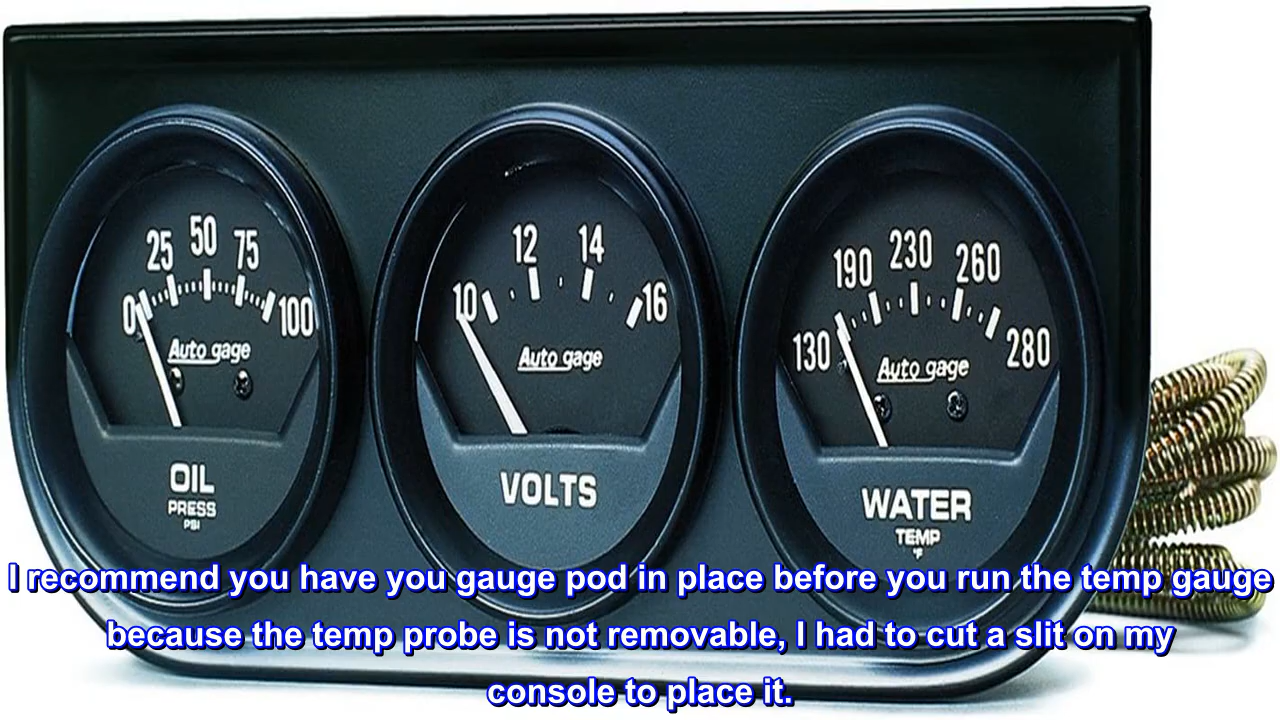 25 50 75
0 100
Auto gage
OIL
PRESS
PSI
12 14
10 16
Auto gage
VOLTS
190 230 260
130 280
Auto gage
WATER
TEMP
°F
I recommend you have you gauge pod in place before you run the temp gauge
because the temp probe is not removable, I had to cut a slit on my
console to place it.